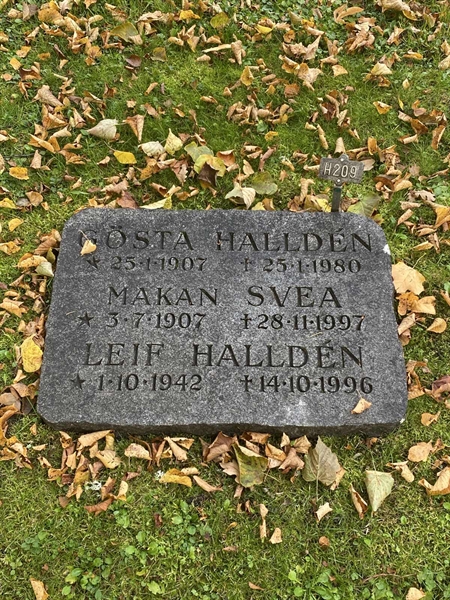 H209
GÖSTA HALLDÉN
★ 25·1·1907 † 25·1·1980
MAKAN SVEA
★ 3·7·1907 † 28·11·1997
LEIF HALLDÉN
★ 1·10·1942 † 14·10·1996